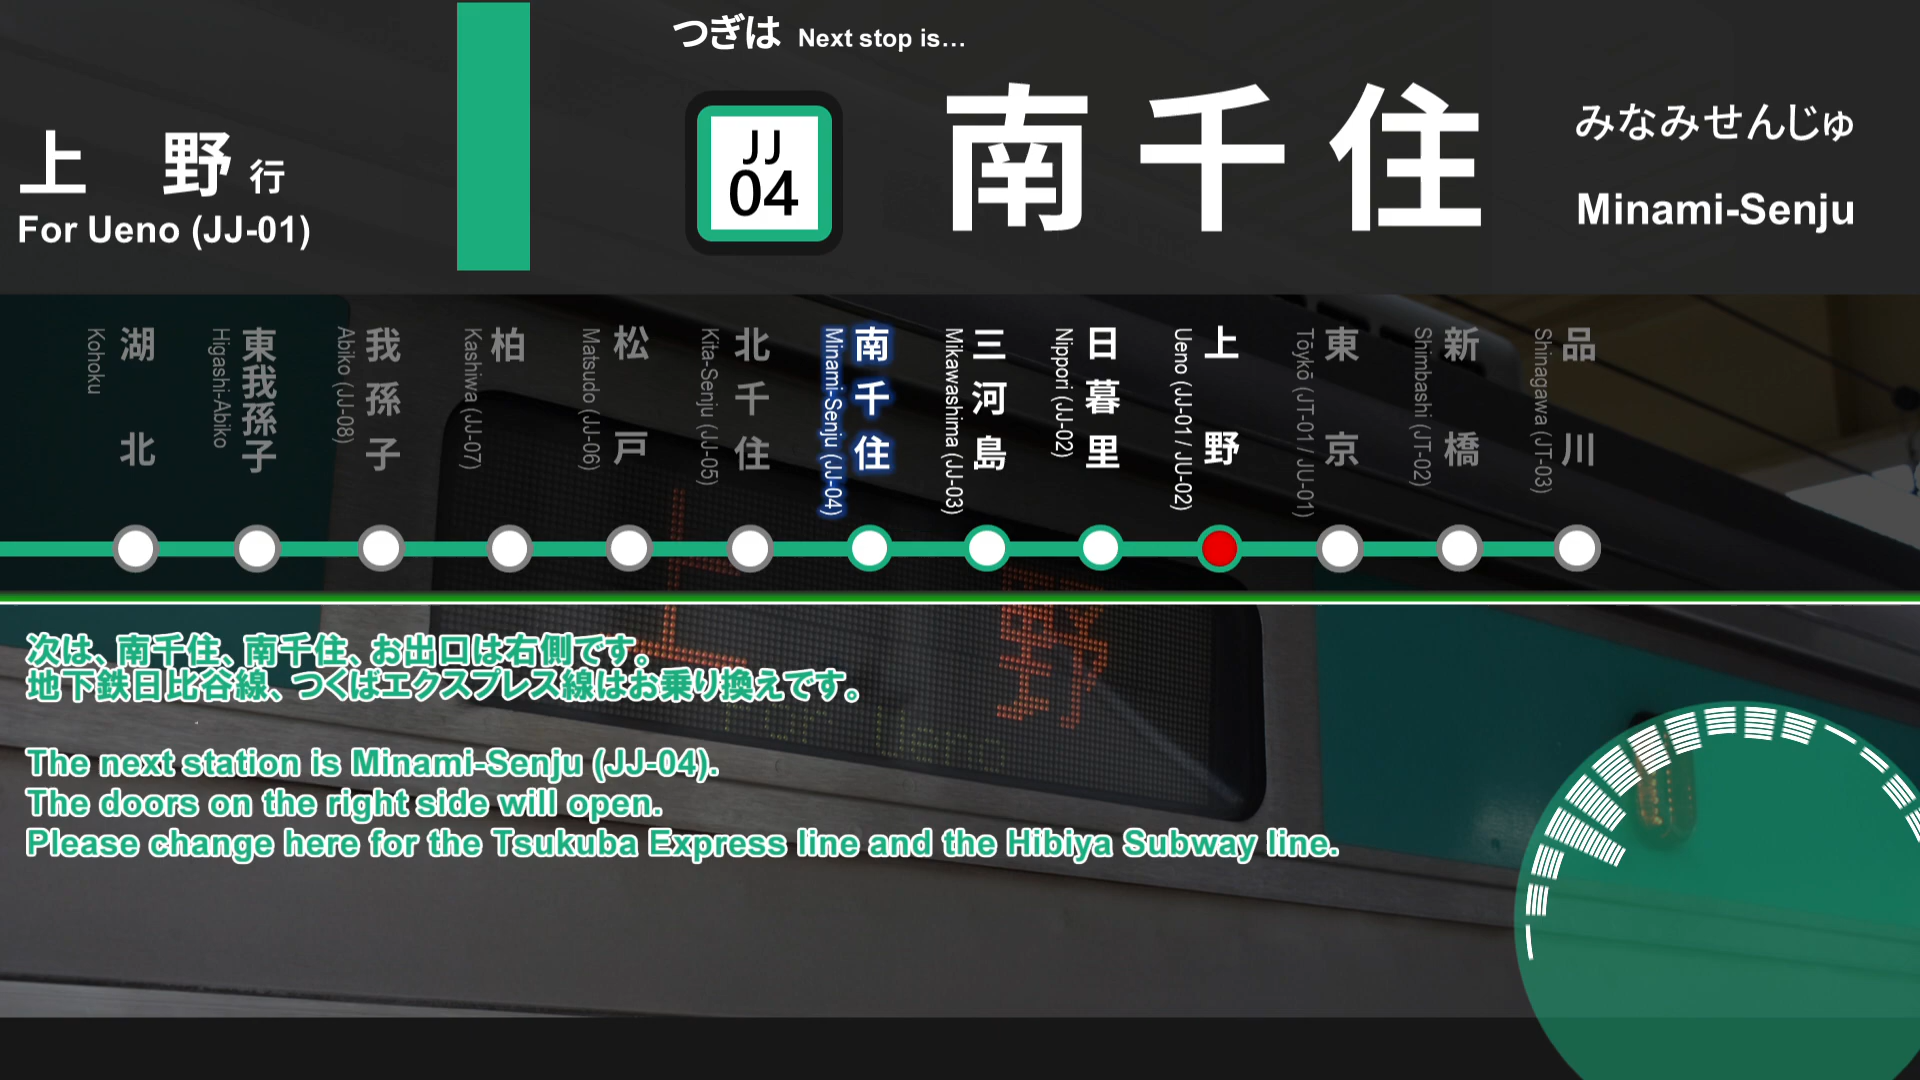 つぎは Next stop is...
上 野 行
For Ueno (JJ-01)
JJ
04
南千住
みなみせんじゅ
Minami-Senju
湖北
Kohoku
東我孫子
Higashi-Abiko
我孫子
Abiko (JJ-08)
柏
Kashiwa (JJ-07)
松戸
Matsudo (JJ-06)
北千住
Kita-Senju (JJ-05)
南千住
Minami-Senju (JJ-04)
三河島
Mikawashima (JJ-03)
日暮里
Nippori (JJ-02)
上野
Ueno (JJ-01 / JU-02)
東京
Tōykō (JT-01 / JU-01)
新橋
Shimbashi (JT-02)
品川
Shinagawa (JT-03)
上野
For Ueno
次は、南千住、南千住、お出口は右側です。
地下鉄日比谷線、つくばエクスプレス線はお乗り換えです。
The next station is Minami-Senju (JJ-04).
The doors on the right side will open.
Please change here for the Tsukuba Express line and the Hibiya Subway line.